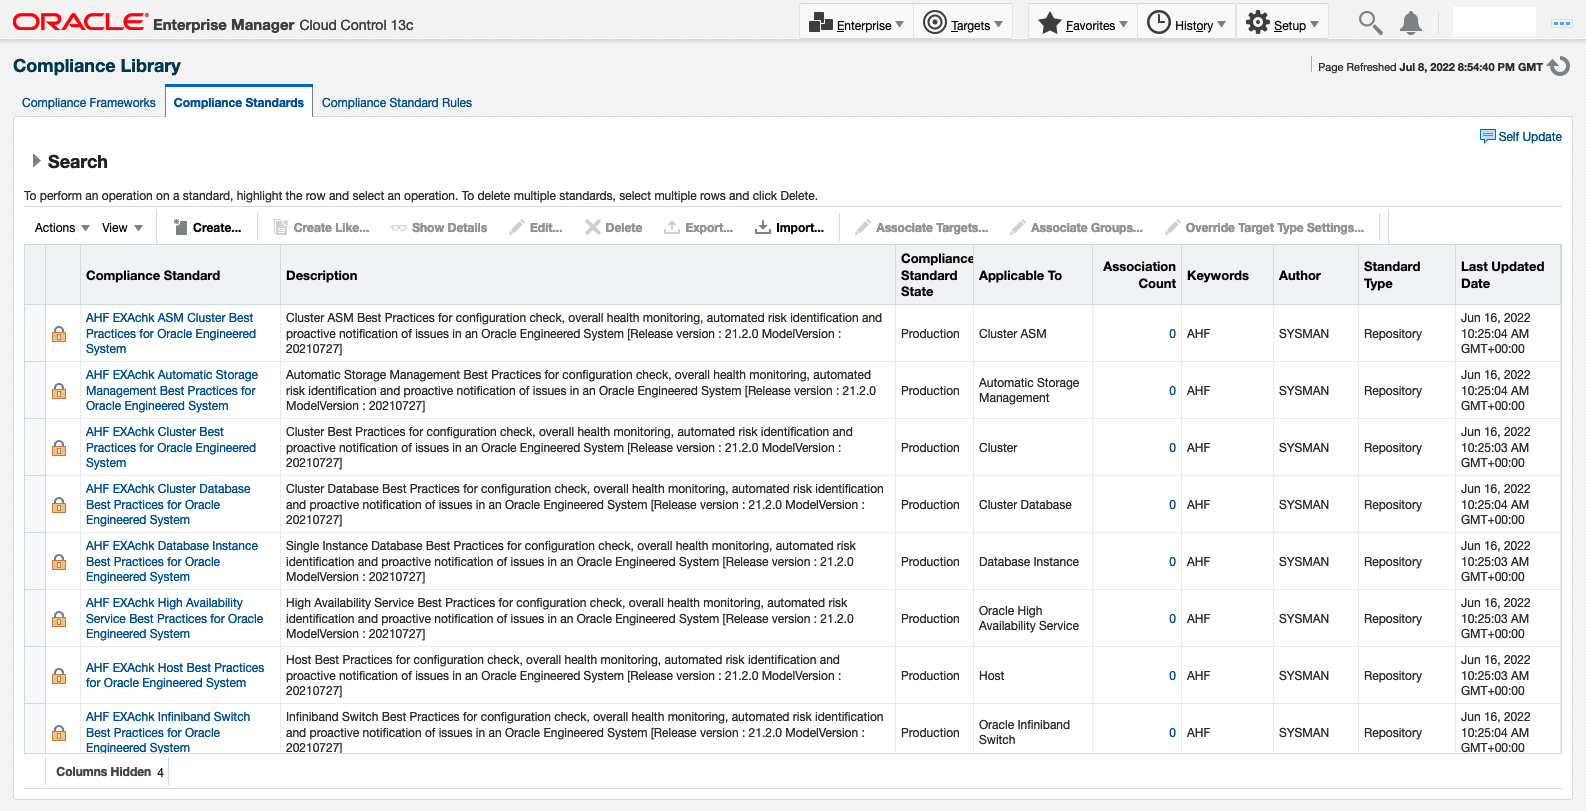 ORACLE® Enterprise Manager Cloud Control 13c
Enterprise
Targets
Favorites
History
Setup
Compliance Library
Page Refreshed Jul 8, 2022 8:54:40 PM GMT
Compliance Frameworks
Compliance Standards
Compliance Standard Rules
Self Update
Search
To perform an operation on a standard, highlight the row and select an operation. To delete multiple standards, select multiple rows and click Delete.
Actions
View
Create...
Create Like...
Show Details
Edit...
Delete
Export...
Import...
Associate Targets...
Associate Groups...
Override Target Type Settings...
Compliance Standard
Description
Compliance
Standard
State
Applicable To
Association
Count
Keywords
Author
Standard
Type
Last Updated
Date
AHF EXAchk ASM Cluster Best
Practices for Oracle Engineered
System
Cluster ASM Best Practices for configuration check, overall health monitoring, automated risk identification and
proactive notification of issues in an Oracle Engineered System [Release version : 21.2.0 ModelVersion :
20210727]
Production
Cluster ASM
0
AHF
SYSMAN
Repository
Jun 16, 2022
10:25:04 AM
GMT+00:00
AHF EXAchk Automatic Storage
Management Best Practices for
Oracle Engineered System
Automatic Storage Management Best Practices for configuration check, overall health monitoring, automated
risk identification and proactive notification of issues in an Oracle Engineered System [Release version : 21.2.0
ModelVersion : 20210727]
Production
Automatic Storage
Management
0
AHF
SYSMAN
Repository
Jun 16, 2022
10:25:04 AM
GMT+00:00
AHF EXAchk Cluster Best
Practices for Oracle Engineered
System
Cluster Best Practices for configuration check, overall health monitoring, automated risk identification and
proactive notification of issues in an Oracle Engineered System [Release version : 21.2.0 ModelVersion :
20210727]
Production
Cluster
0
AHF
SYSMAN
Repository
Jun 16, 2022
10:25:03 AM
GMT+00:00
AHF EXAchk Cluster Database
Best Practices for Oracle
Engineered System
Cluster Database Best Practices for configuration check, overall health monitoring, automated risk identification
and proactive notification of issues in an Oracle Engineered System [Release version : 21.2.0 ModelVersion :
20210727]
Production
Cluster Database
0
AHF
SYSMAN
Repository
Jun 16, 2022
10:25:04 AM
GMT+00:00
AHF EXAchk Database Instance
Best Practices for Oracle
Engineered System
Single Instance Database Best Practices for configuration check, overall health monitoring, automated risk
identification and proactive notification of issues in an Oracle Engineered System [Release version : 21.2.0
ModelVersion : 20210727]
Production
Database Instance
0
AHF
SYSMAN
Repository
Jun 16, 2022
10:25:03 AM
GMT+00:00
AHF EXAchk High Availability
Service Best Practices for Oracle
Engineered System
High Availability Service Best Practices for configuration check, overall health monitoring, automated risk
identification and proactive notification of issues in an Oracle Engineered System [Release version : 21.2.0
ModelVersion : 20210727]
Production
Oracle High
Availability Service
0
AHF
SYSMAN
Repository
Jun 16, 2022
10:25:03 AM
GMT+00:00
AHF EXAchk Host Best Practices
for Oracle Engineered System
Host Best Practices for configuration check, overall health monitoring, automated risk identification and
proactive notification of issues in an Oracle Engineered System [Release version : 21.2.0 ModelVersion :
20210727]
Production
Host
0
AHF
SYSMAN
Repository
Jun 16, 2022
10:25:03 AM
GMT+00:00
AHF EXAchk Infiniband Switch
Best Practices for Oracle
Engineered System
Infiniband Switch Best Practices for configuration check, overall health monitoring, automated risk identification
and proactive notification of issues in an Oracle Engineered System [Release version : 21.2.0 ModelVersion :
20210727]
Production
Oracle Infiniband
Switch
0
AHF
SYSMAN
Repository
Jun 16, 2022
10:25:04 AM
GMT+00:00
Columns Hidden 4